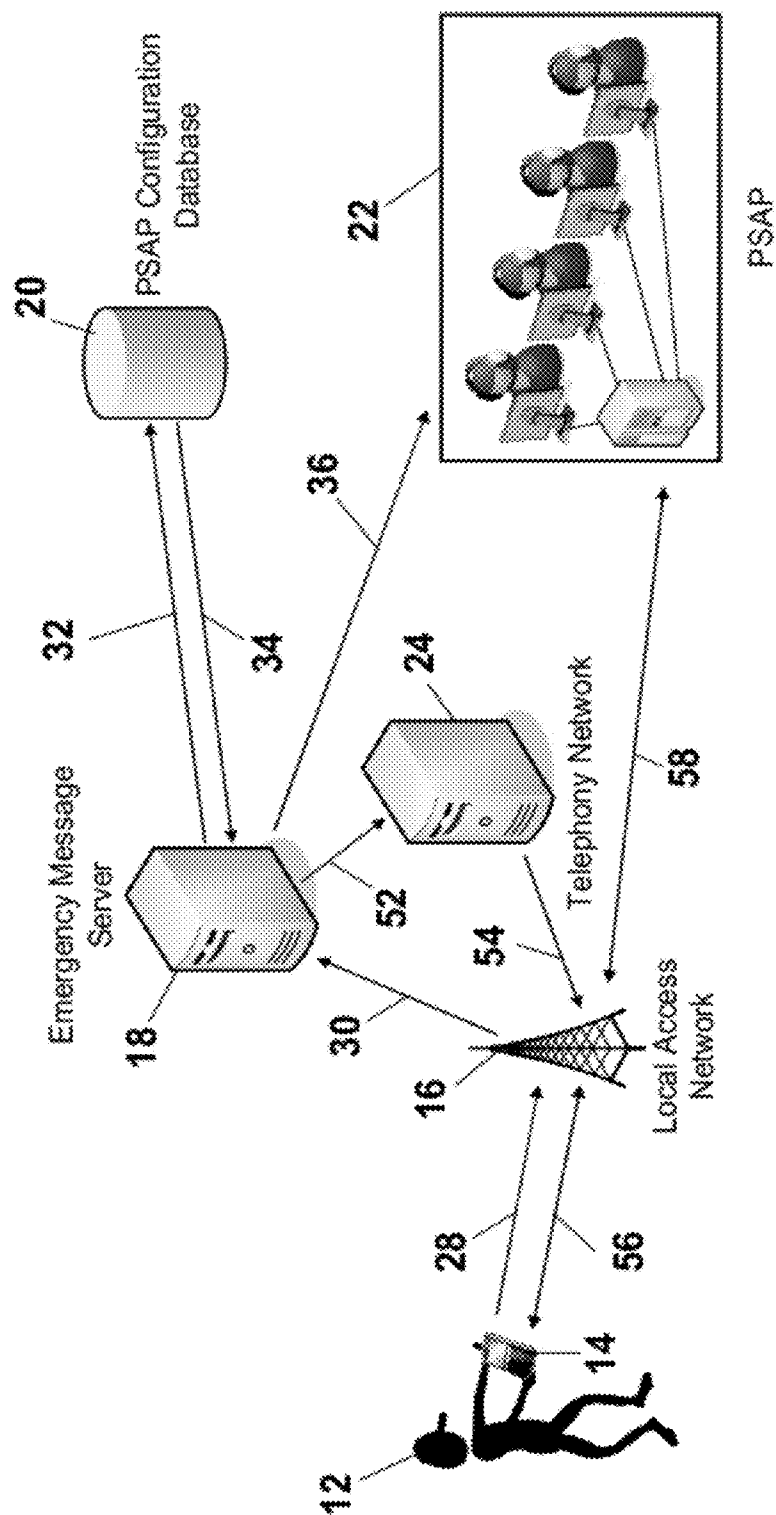 12
14
28
56
16
Local Access
Network
30
18
Emergency Message
Server
52
54
24
Telephony Network
32
34
20
PSAP Configuration
Database
36
58
22
PSAP